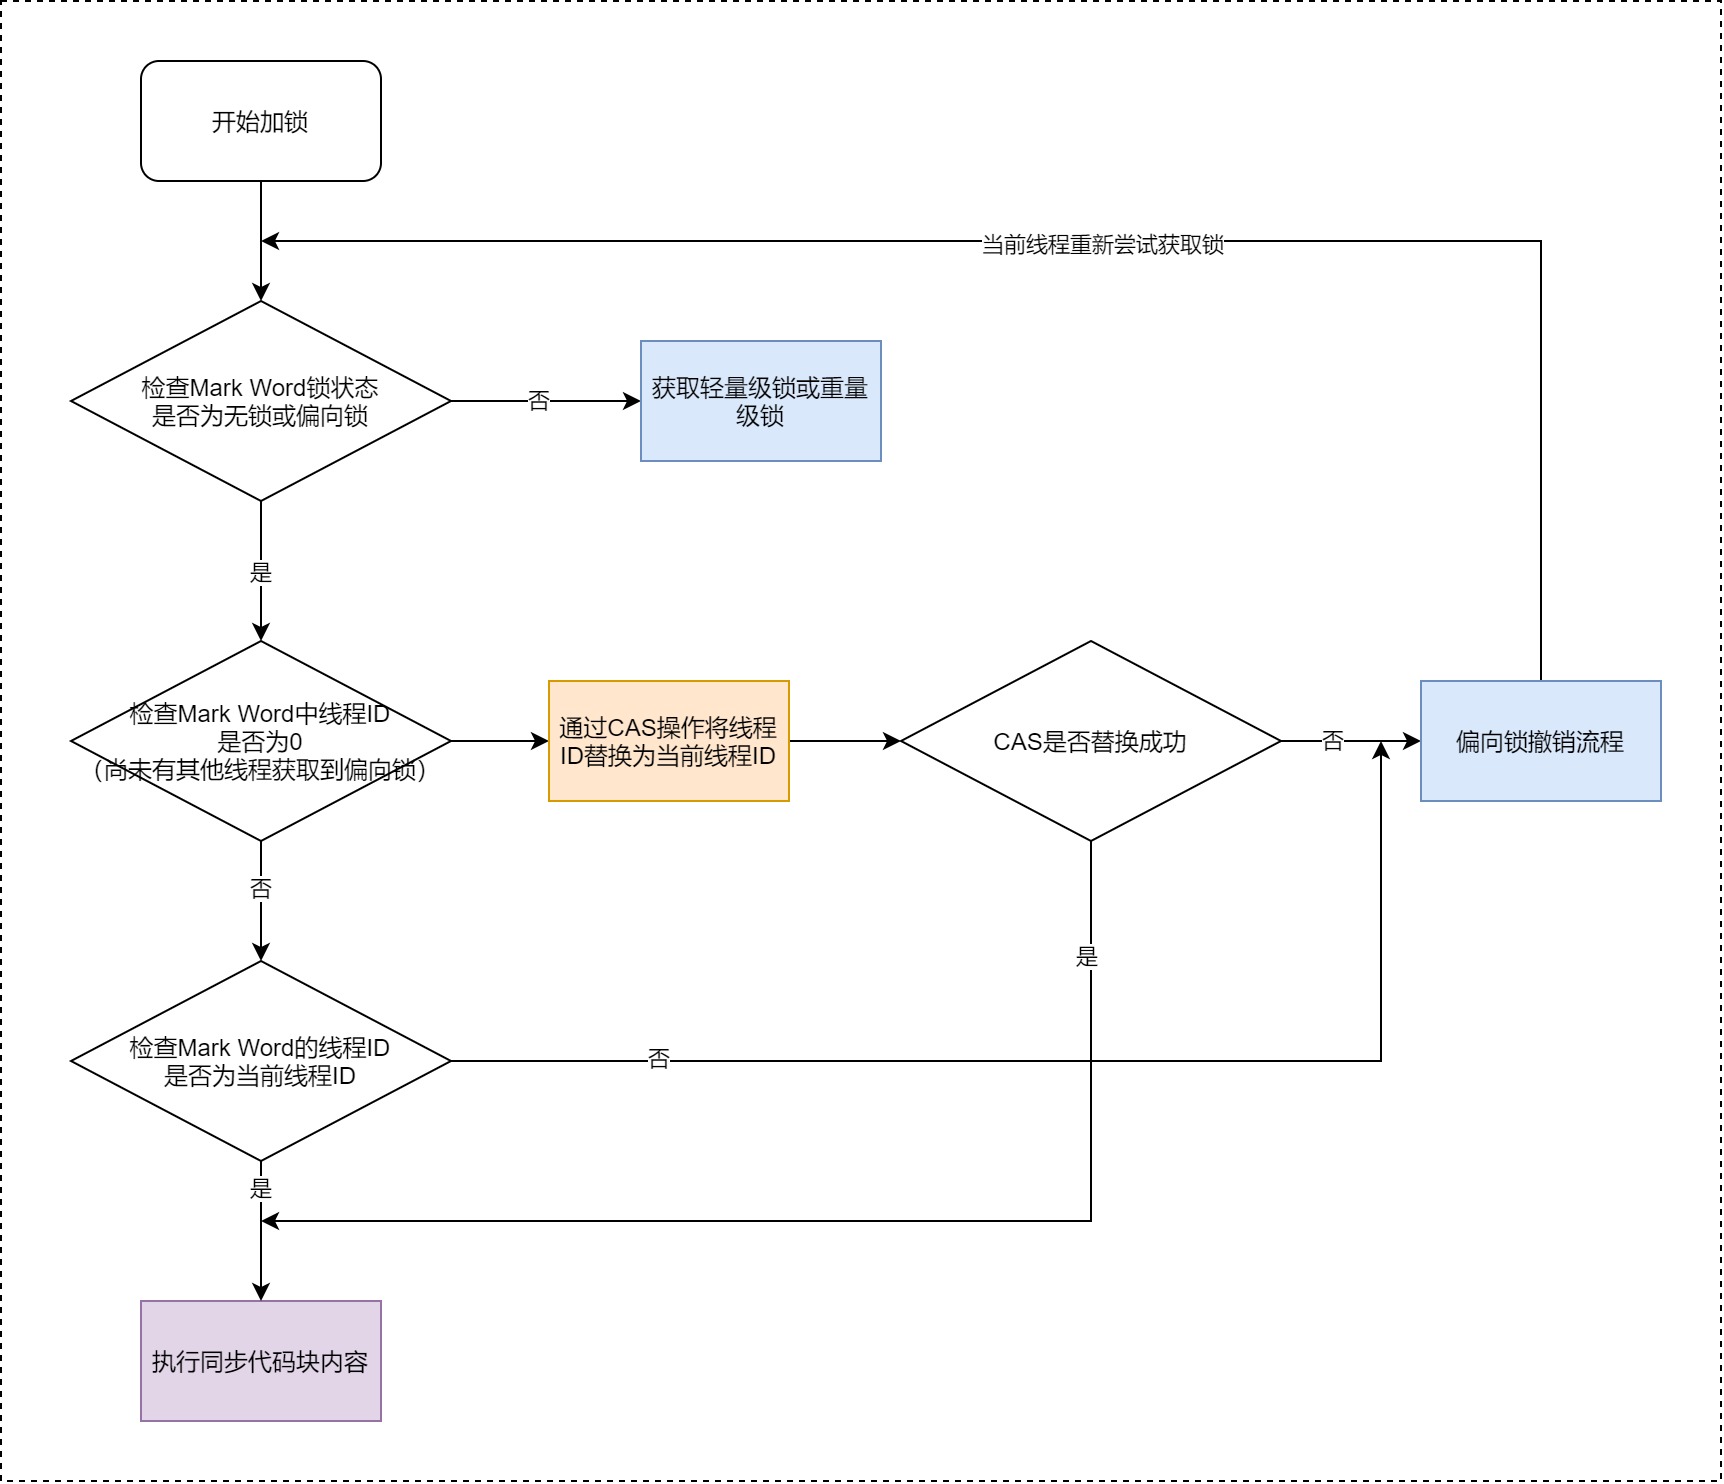 开始加锁
当前线程重新尝试获取锁
检查Mark Word锁状态
是否为无锁或偏向锁
否
获取轻量级锁或重量
级锁
是
检查Mark Word中线程ID
是否为0
（尚未有其他线程获取到偏向锁）
通过CAS操作将线程
ID替换为当前线程ID
CAS是否替换成功
否
偏向锁撤销流程
否
是
检查Mark Word的线程ID
是否为当前线程ID
否
是
执行同步代码块内容